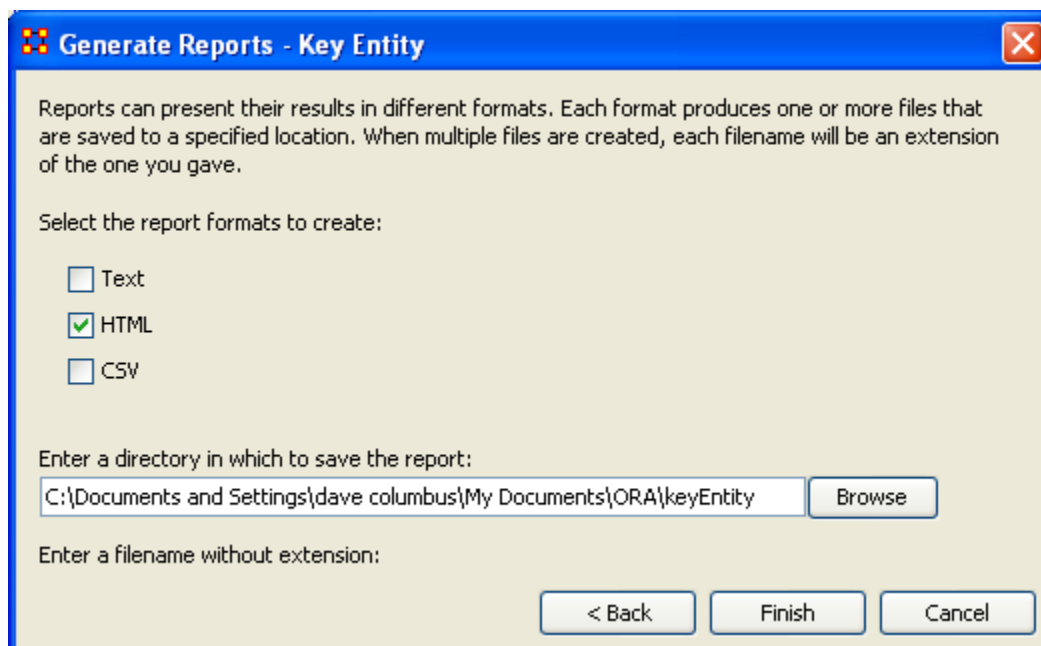 Generate Reports - Key Entity
Reports can present their results in different formats. Each format produces one or more files that
are saved to a specified location. When multiple files are created, each filename will be an extension
of the one you gave.
Select the report formats to create:
Text
HTML
CSV
Enter a directory in which to save the report:
C:\Documents and Settings\dave columbus\My Documents\ORA\keyEntity Browse
Enter a filename without extension:
< Back Finish Cancel